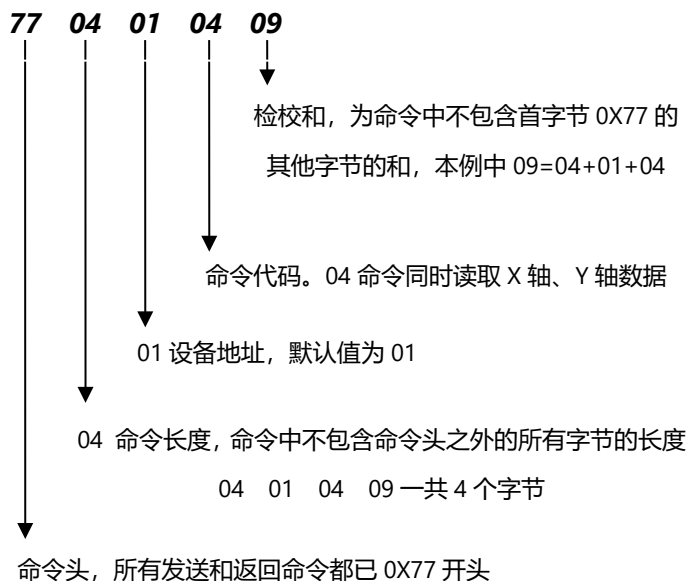 77 04 01 04 09
检校和，为命令中不包含首字节 0X77 的
其他字节的和，本例中 09=04+01+04
命令代码。04 命令同时读取 X 轴、Y 轴数据
01 设备地址，默认值为 01
04 命令长度，命令中不包含命令头之外的所有字节的长度
04 01 04 09 一共 4 个字节
命令头，所有发送和返回命令都已 0X77 开头